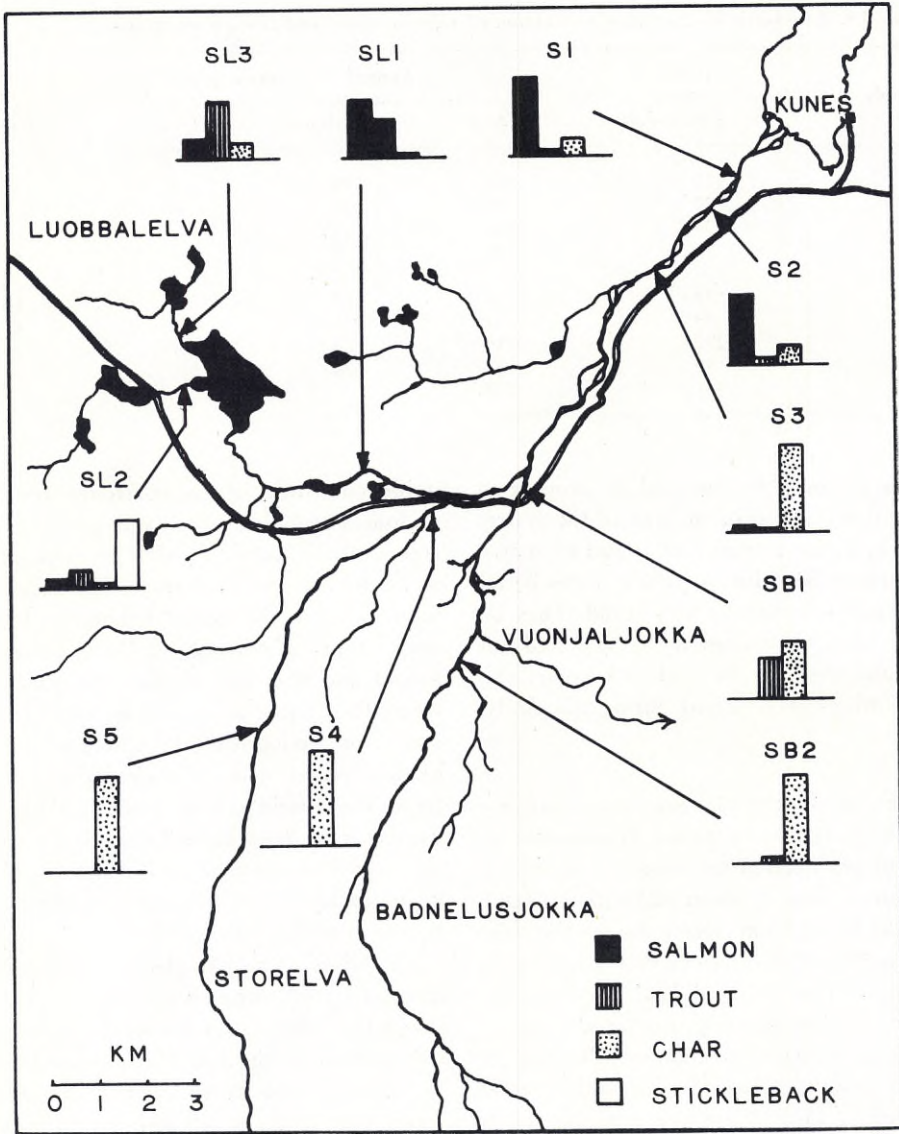 SL3
SL1
S1
KUNES
LUOBBALELVA
S2
S3
SL2
SB1
VUONJALJOKKA
S5
S4
SB2
BADNELUSJOKKA
STORELVA
SALMON
TROUT
CHAR
STICKLEBACK
KM
0 1 2 3